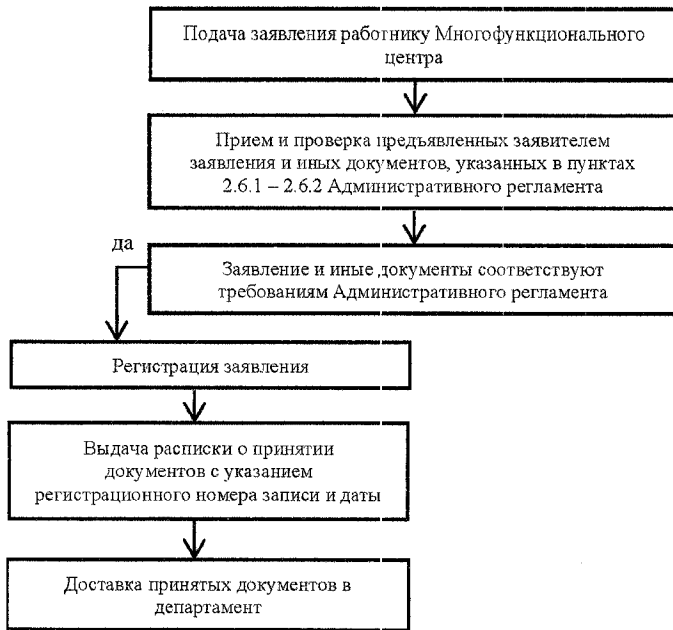 Подача заявления работнику Многофункционального
центра
Прием и проверка предъявленных заявителем
заявления и иных документов, указанных в пунктах
2.6.1 – 2.6.2 Административного регламента
да
Заявление и иные документы соответствуют
требованиям Административного регламента
Регистрация заявления
Выдача расписки о принятии
документов с указанием
регистрационного номера записи и даты
Доставка принятых документов в
департамент